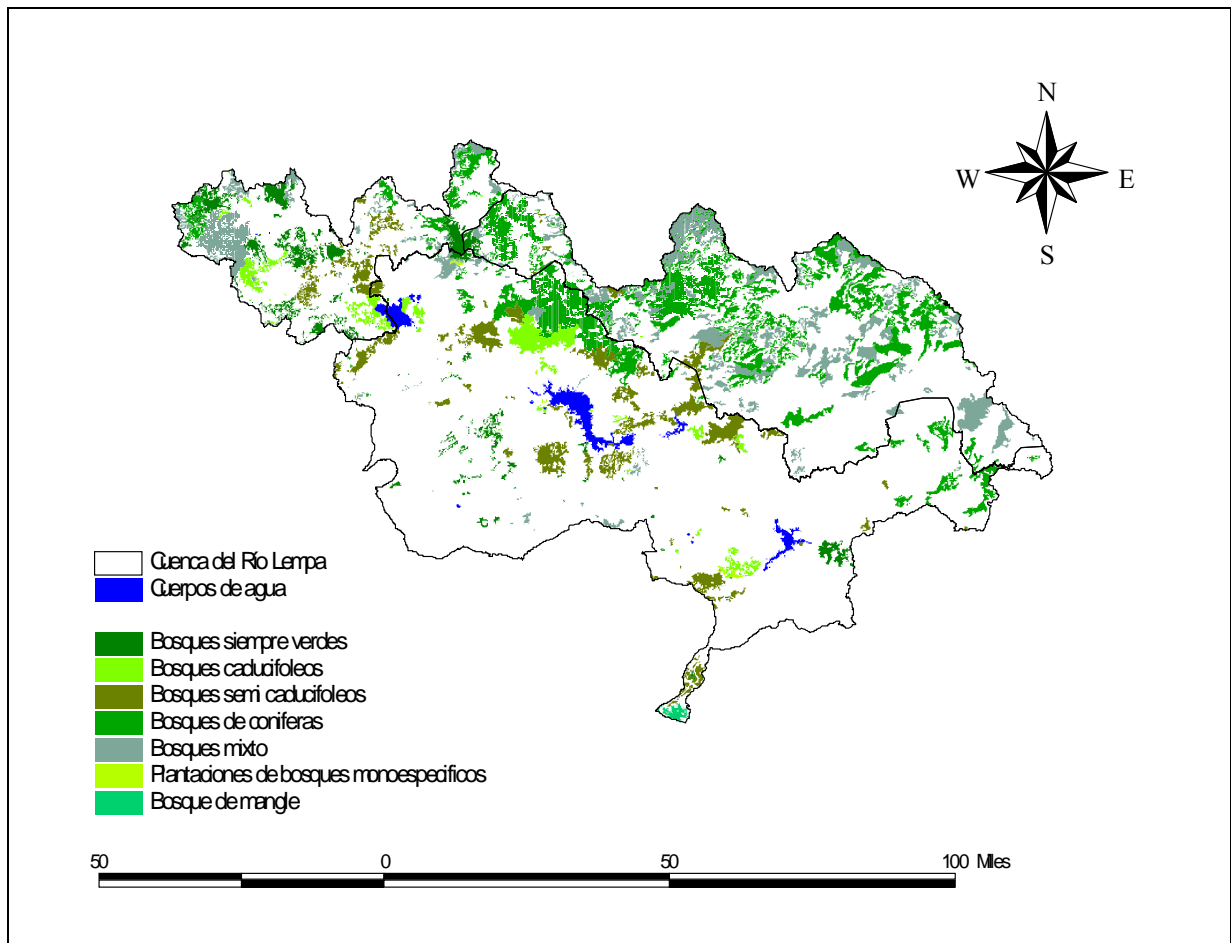 N
W E
S
Cuenca del Río Lempa
Cuerpos de agua
Bosques siempre verdes
Bosques caducifoleos
Bosques semi caducifoleos
Bosques de coniferas
Bosques mixto
Plantaciones de bosques monoespecificos
Bosque de mangle
50 0 50 100 Miles